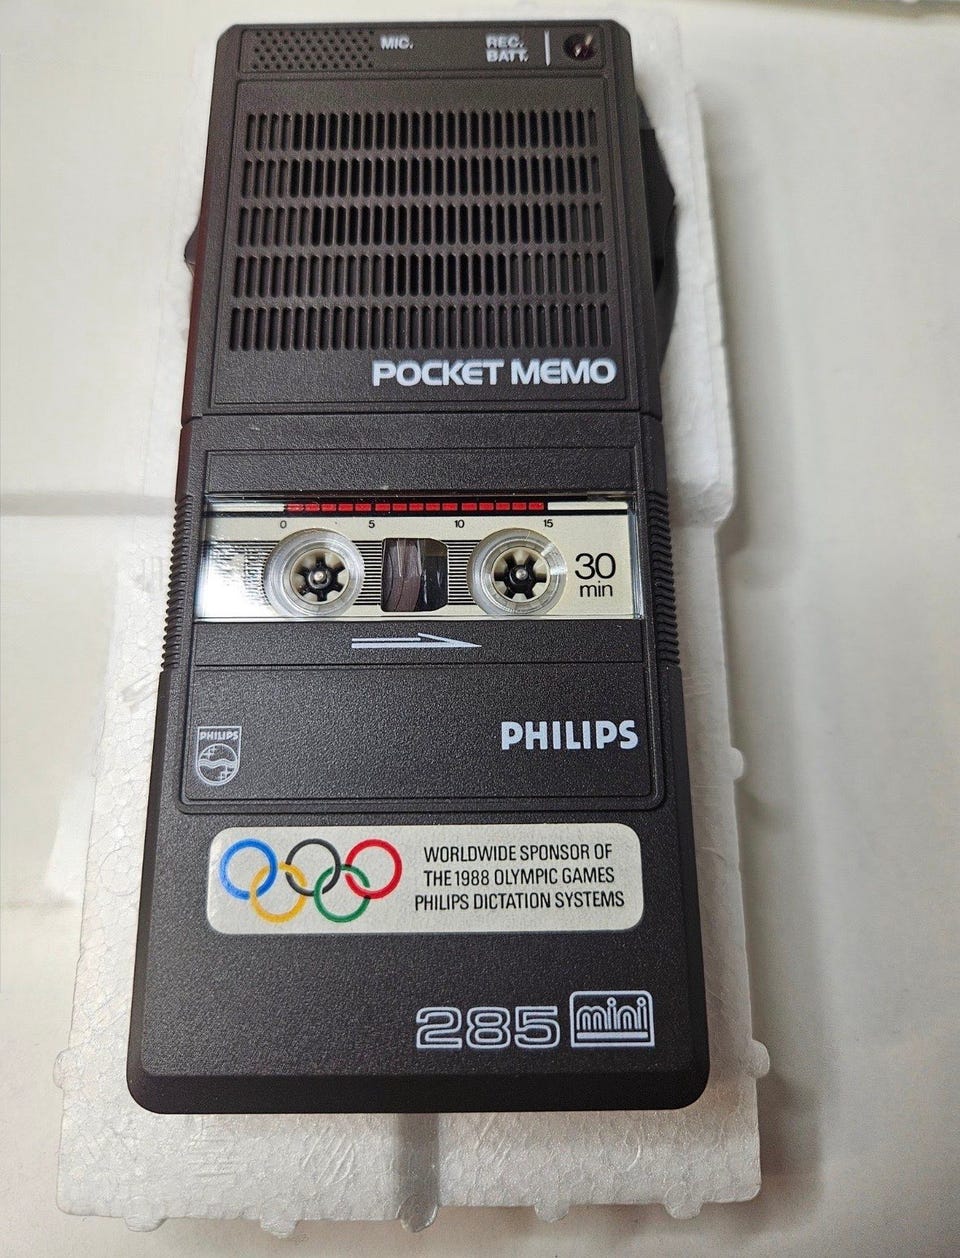 MIC.
REC.
BATT.
POCKET MEMO
0 5 10 15
30
min
PHILIPS
PHILIPS
WORLDWIDE SPONSOR OF
THE 1988 OLYMPIC GAMES
PHILIPS DICTATION SYSTEMS
285 mini